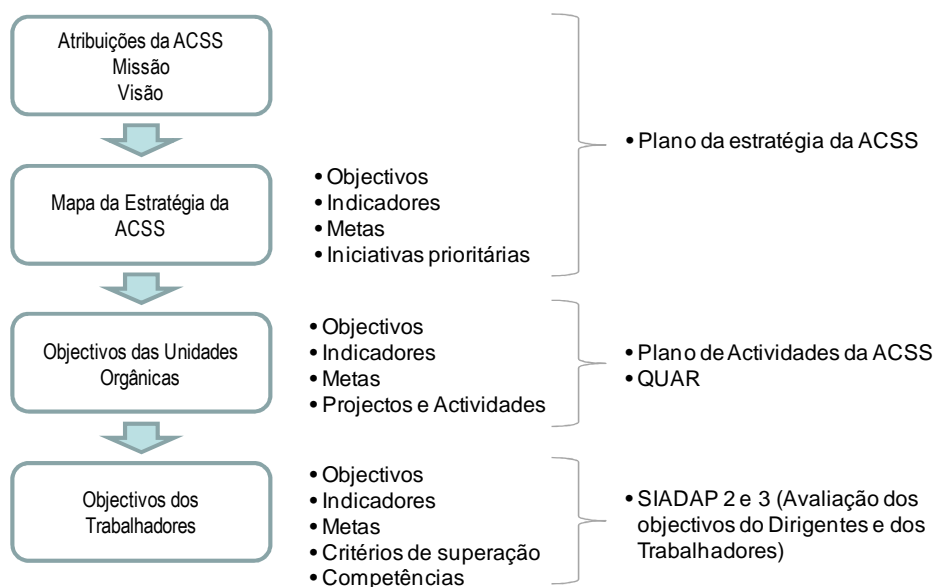 Atribuições da ACSS
Missão
Visão
• Plano da estratégia da ACSS
Mapa da Estratégia da
ACSS
• Objectivos
• Indicadores
• Metas
• Iniciativas prioritárias
Objectivos das Unidades
Orgânicas
• Objectivos
• Indicadores
• Metas
• Projectos e Actividades
• Plano de Actividades da ACSS
• QUAR
Objectivos dos
Trabalhadores
• Objectivos
• Indicadores
• Metas
• Critérios de superação
• Competências
• SIADAP 2 e 3 (Avaliação dos
objectivos do Dirigentes e dos
Trabalhadores)